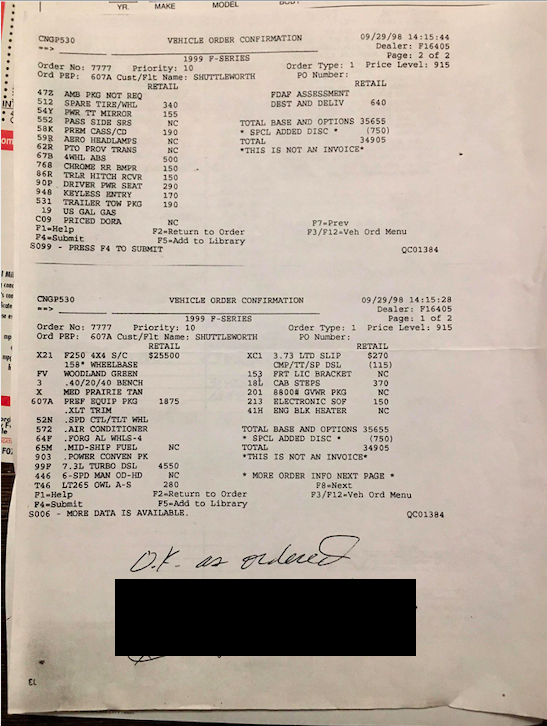 YR. MAKE MODEL BODY
CNGP530 VEHICLE ORDER CONFIRMATION 09/29/98 14:15:44
==> Dealer: F16405
1999 F-SERIES Page: 2 of 2
Order No: 7777 Priority: 10 Order Type: 1 Price Level: 915
Ord PEP: 607A Cust/Flt Name: SHUTTLEWORTH PO Number:
RETAIL RETAIL
47Z AMB PKG NOT REQ FDAF ASSESSMENT
512 SPARE TIRE/WHL 340 DEST AND DELIV 640
54Y PWR TT MIRROR 155
552 PASS SIDE SRS NC TOTAL BASE AND OPTIONS 35655
58K PREM CASS/CD 190 * SPCL ADDED DISC * (750)
59R AERO HEADLAMPS NC TOTAL 34905
62R PTO PROV TRANS NC *THIS IS NOT AN INVOICE*
67B 4WHL ABS 500
768 CHROME RR BMPR 150
86R TRLR HITCH RCVR 150
90P DRIVER PWR SEAT 290
948 KEYLESS ENTRY 170
531 TRAILER TOW PKG 190
19 US GAL GAS
C09 PRICED DORA NC F7=Prev
F1=Help F2=Return to Order F3/F12=Veh Ord Menu
F4=Submit F5=Add to Library
S099 - PRESS F4 TO SUBMIT QC01384
CNGP530 VEHICLE ORDER CONFIRMATION 09/29/98 14:15:28
==> Dealer: F16405
1999 F-SERIES Page: 1 of 2
Order No: 7777 Priority: 10 Order Type: 1 Price Level: 915
Ord PEP: 607A Cust/Flt Name: SHUTTLEWORTH PO Number:
RETAIL RETAIL
X21 F250 4X4 S/C $25500 XC1 3.73 LTD SLIP $270
158" WHEELBASE CMP/TT/SP DSL (115)
FV WOODLAND GREEN 153 FRT LIC BRACKET NC
3 .40/20/40 BENCH 18L CAB STEPS 370
X MED PRAIRIE TAN 201 8800# GVWR PKG NC
607A PREF EQUIP PKG 1875 213 ELECTRONIC SOF 150
.XLT TRIM 41H ENG BLK HEATER NC
52N .SPD CTL/TLT WHL
572 .AIR CONDITIONER TOTAL BASE AND OPTIONS 35655
64F .FORG AL WHLS-4 * SPCL ADDED DISC * (750)
65M .MID-SHIP FUEL NC TOTAL 34905
903 .POWER CONVEN PK *THIS IS NOT AN INVOICE*
99F 7.3L TURBO DSL 4550
446 6-SPD MAN OD-HD NC * MORE ORDER INFO NEXT PAGE *
T46 LT265 OWL A-S 280 F8=Next
F1=Help F2=Return to Order F3/F12=Veh Ord Menu
F4=Submit F5=Add to Library
S006 - MORE DATA IS AVAILABLE. QC01384
O.K. as ordered